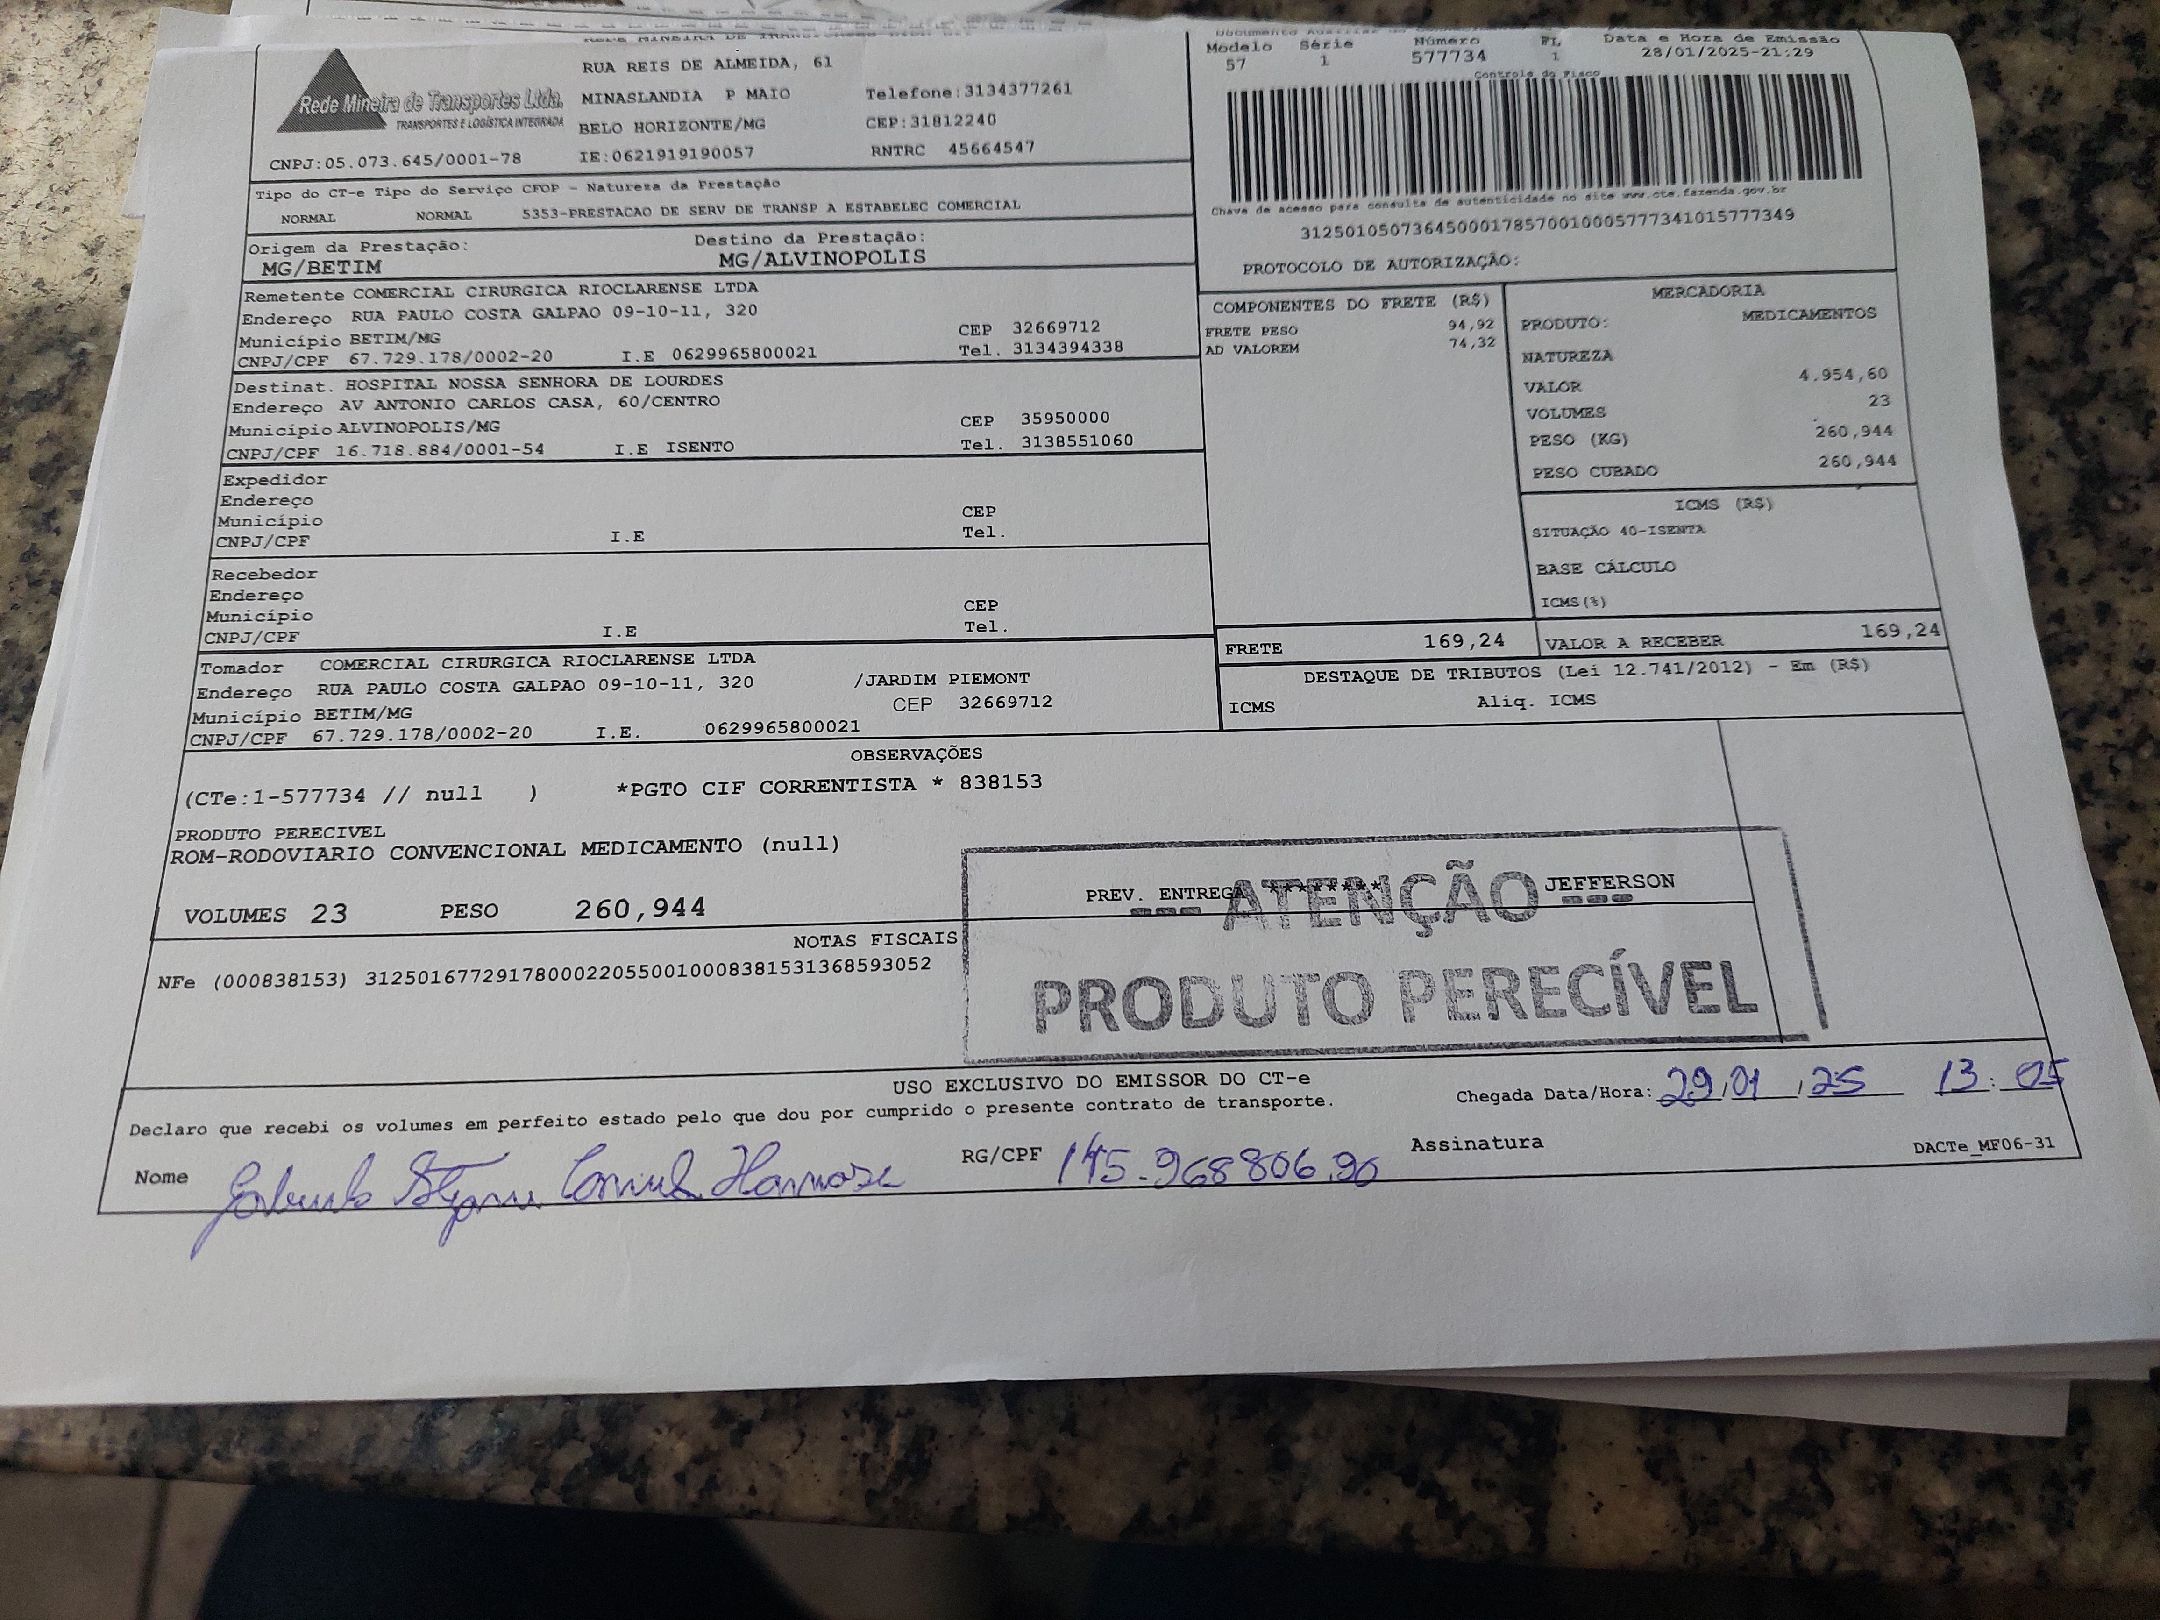 Rede Mineira de Transportes Ltda.
TRANSPORTES E LOGÍSTICA INTEGRADA
CNPJ:05.073.645/0001-78
RUA REIS DE ALMEIDA, 61
MINASLANDIA P MAIO Telefone:3134377261
BELO HORIZONTE/MG CEP:31812240
IE:0621919190057 RNTRC 45664547
Modelo Série Número FL Data e Hora de Emissão
57 1 577734 1 28/01/2025-21:29
Controle do Fisco
Chave de acesso para consulta de autenticidade no site www.cte.fazenda.gov.br
31250105073645000178570010005777341015777349
PROTOCOLO DE AUTORIZAÇÃO:
Tipo do CT-e Tipo do Serviço CFOP - Natureza da Prestação
NORMAL NORMAL 5353-PRESTACAO DE SERV DE TRANSP A ESTABELEC COMERCIAL
Origem da Prestação: Destino da Prestação:
MG/BETIM MG/ALVINOPOLIS
Remetente COMERCIAL CIRURGICA RIOCLARENSE LTDA
Endereço RUA PAULO COSTA GALPAO 09-10-11, 320
Município BETIM/MG CEP 32669712
CNPJ/CPF 67.729.178/0002-20 I.E 0629965800021 Tel. 3134394338
Destinat. HOSPITAL NOSSA SENHORA DE LOURDES
Endereço AV ANTONIO CARLOS CASA, 60/CENTRO
Município ALVINOPOLIS/MG CEP 35950000
CNPJ/CPF 16.718.884/0001-54 I.E ISENTO Tel. 3138551060
Expedidor
Endereço
Município CEP
CNPJ/CPF I.E Tel.
Recebedor
Endereço
Município CEP
CNPJ/CPF I.E Tel.
Tomador COMERCIAL CIRURGICA RIOCLARENSE LTDA
Endereço RUA PAULO COSTA GALPAO 09-10-11, 320 /JARDIM PIEMONT
Município BETIM/MG CEP 32669712
CNPJ/CPF 67.729.178/0002-20 I.E. 0629965800021
COMPONENTES DO FRETE (R$)
FRETE PESO 94,92
AD VALOREM 74,32
MERCADORIA
PRODUTO: MEDICAMENTOS
NATUREZA
VALOR 4.954,60
VOLUMES 23
PESO (KG) 260,944
PESO CUBADO 260,944
ICMS (R$)
SITUAÇÃO 40-ISENTA
BASE CÁLCULO
ICMS(%)
FRETE 169,24 VALOR A RECEBER 169,24
DESTAQUE DE TRIBUTOS (Lei 12.741/2012) - Em (R$)
ICMS Aliq. ICMS
OBSERVAÇÕES
(CTe:1-577734 // null ) *PGTO CIF CORRENTISTA * 838153
PRODUTO PERECIVEL
ROM-RODOVIARIO CONVENCIONAL MEDICAMENTO (null)
VOLUMES 23 PESO 260,944 PREV. ENTREGA ******** JEFFERSON
--- ATENÇÃO ---
PRODUTO PERECÍVEL
NOTAS FISCAIS
NFe (000838153) 31250167729178000220550010008381531368593052
USO EXCLUSIVO DO EMISSOR DO CT-e
Declaro que recebi os volumes em perfeito estado pelo que dou por cumprido o presente contrato de transporte.
Chegada Data/Hora: 29/01/25 13:05
Nome RG/CPF 145.968806.90 Assinatura
DACTe_MF06-31